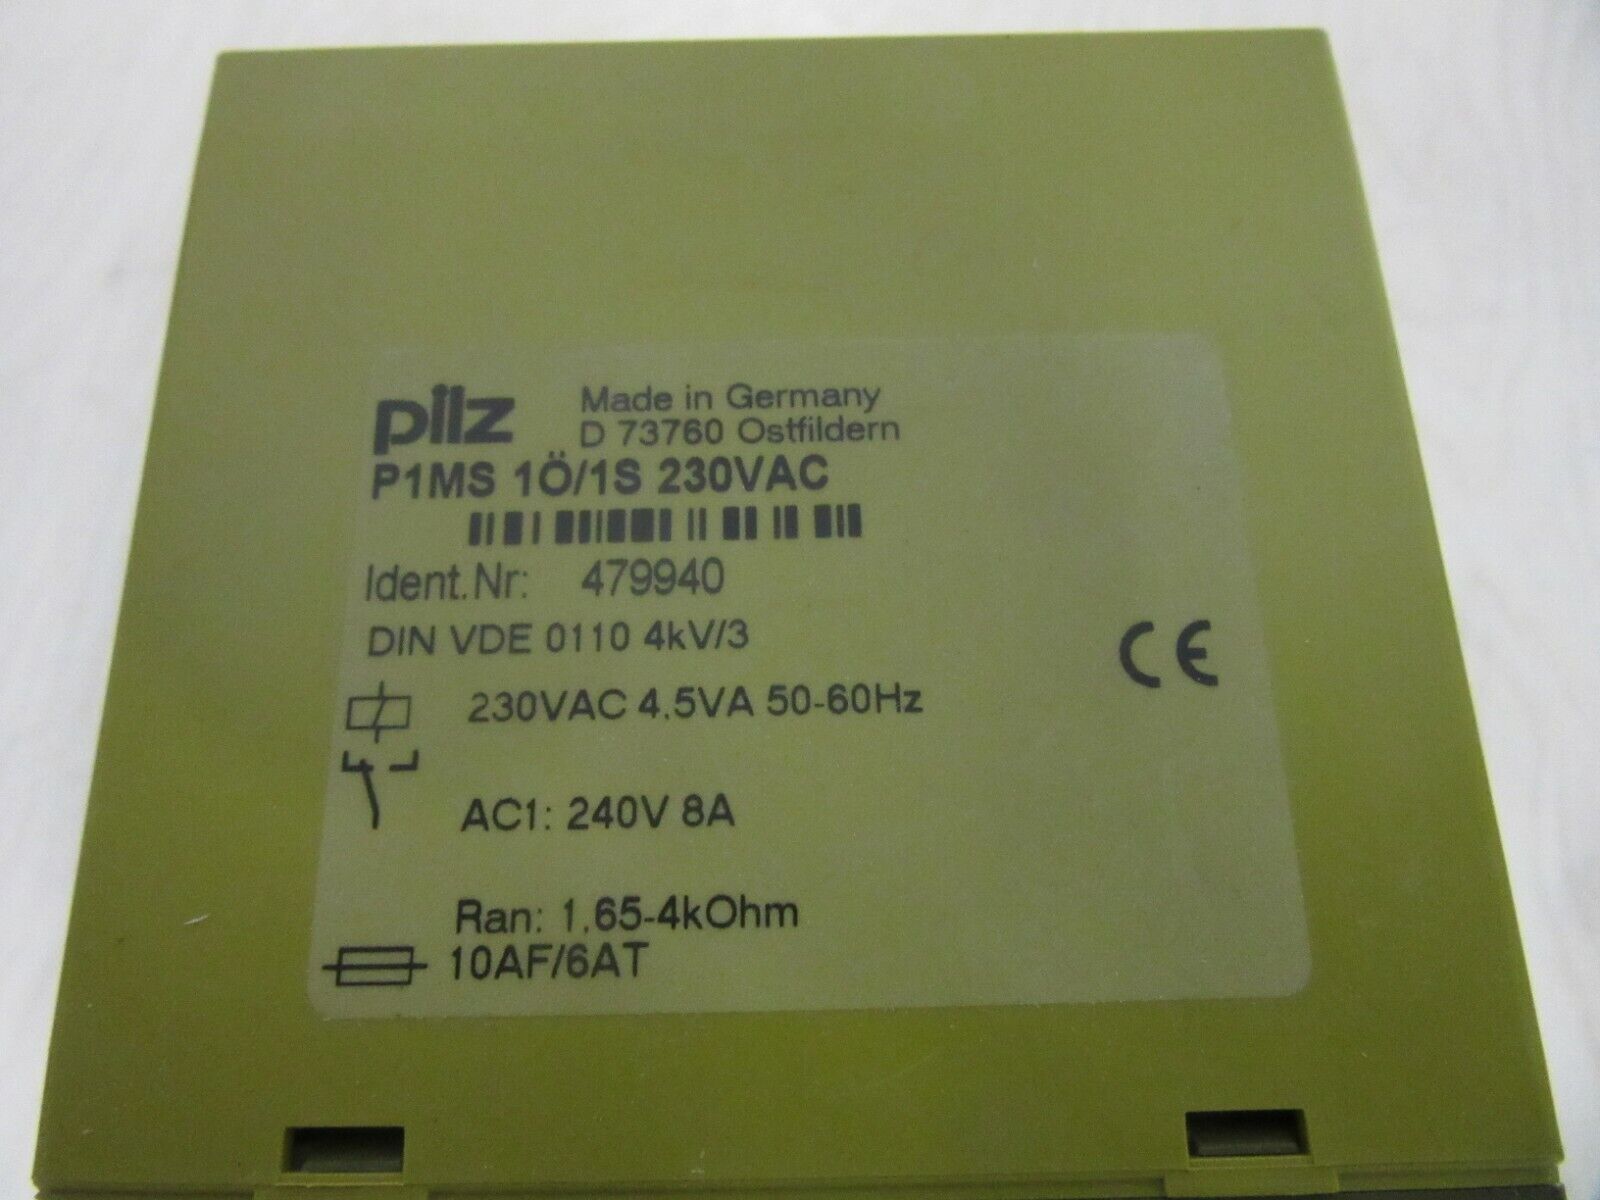 pilz
Made in Germany
D 73760 Ostfildern
P1MS 1Ö/1S 230VAC
Ident.Nr: 479940
DIN VDE 0110 4kV/3
CE
230VAC 4.5VA 50-60Hz
AC1: 240V 8A
Ran: 1.65-4kOhm
10AF/6AT